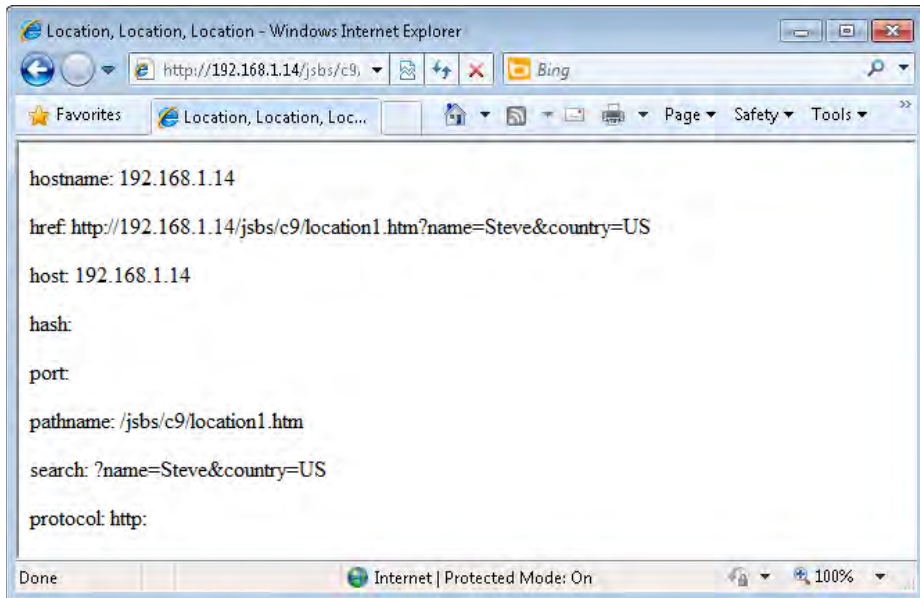 Location, Location, Location - Windows Internet Explorer
http://192.168.1.14/jsbs/c9, Bing
Favorites Location, Location, Loc... Page Safety Tools »
hostname: 192.168.1.14
href: http://192.168.1.14/jsbs/c9/location1.htm?name=Steve&country=US
host: 192.168.1.14
hash:
port:
pathname: /jsbs/c9/location1.htm
search: ?name=Steve&country=US
protocol: http:
Done Internet | Protected Mode: On 100%